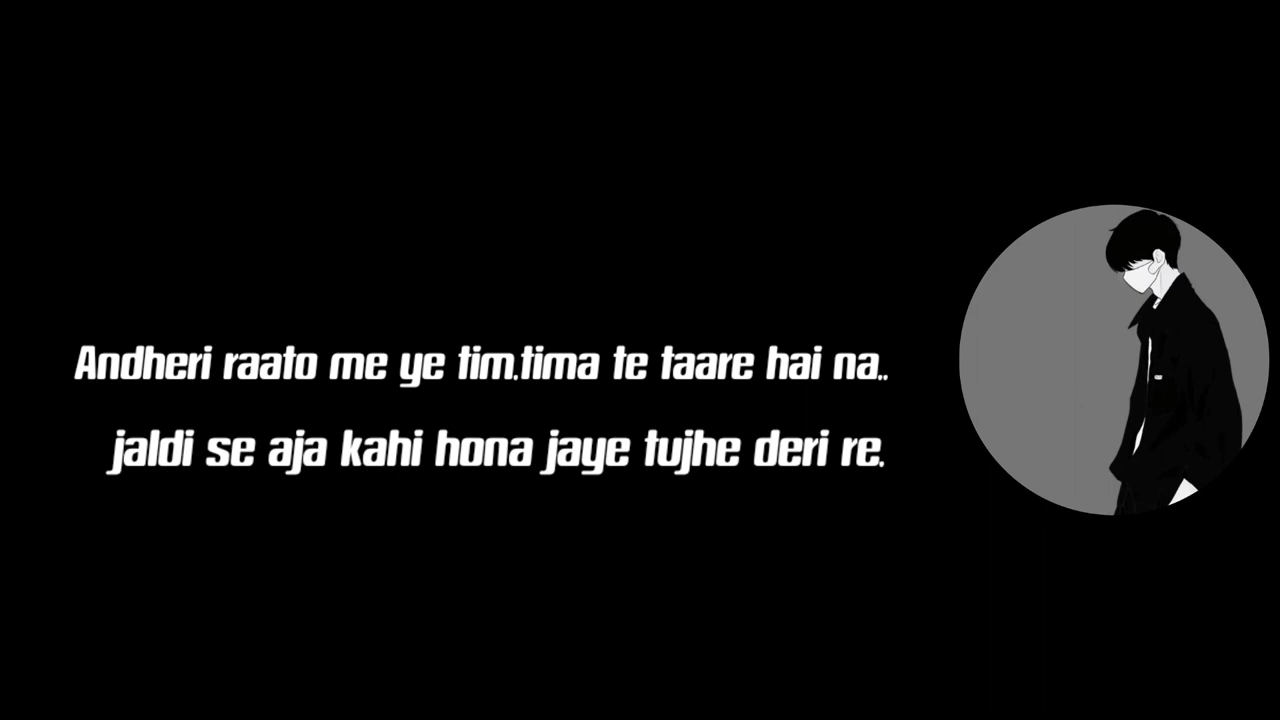 Andheri raato me ye tim.tima te taare hai na..
jaldi se aja kahi hona jaye tujhe deri re.